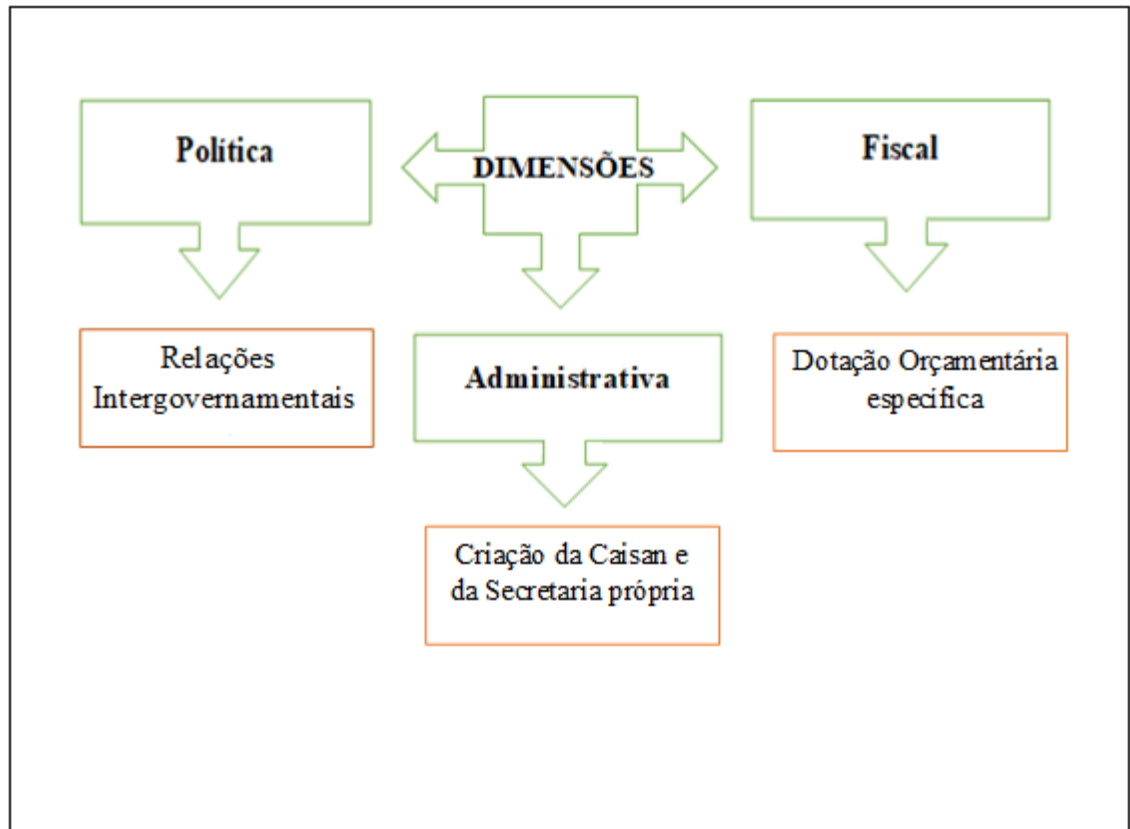 Política
DIMENSÕES
Fiscal
Relações
Intergovernamentais
Administrativa
Dotação Orçamentária
especifica
Criação da Caisan e
da Secretaria própria